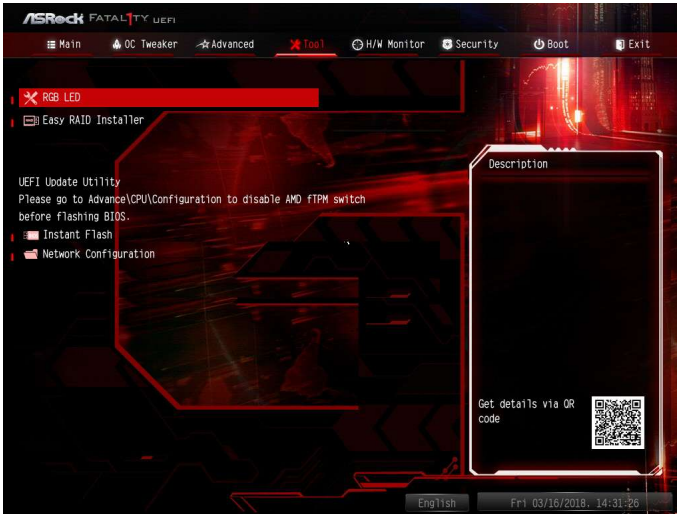 ASRock FATAL1TY UEFI
Main OC Tweaker Advanced Tool H/W Monitor Security Boot Exit
RGB LED
Easy RAID Installer
Description
UEFI Update Utility
Please go to Advance\CPU\Configuration to disable AMD fTPM switch
before flashing BIOS.
Instant Flash
Network Configuration
Get details via QR
code
English Fri 03/16/2018. 14:31:26